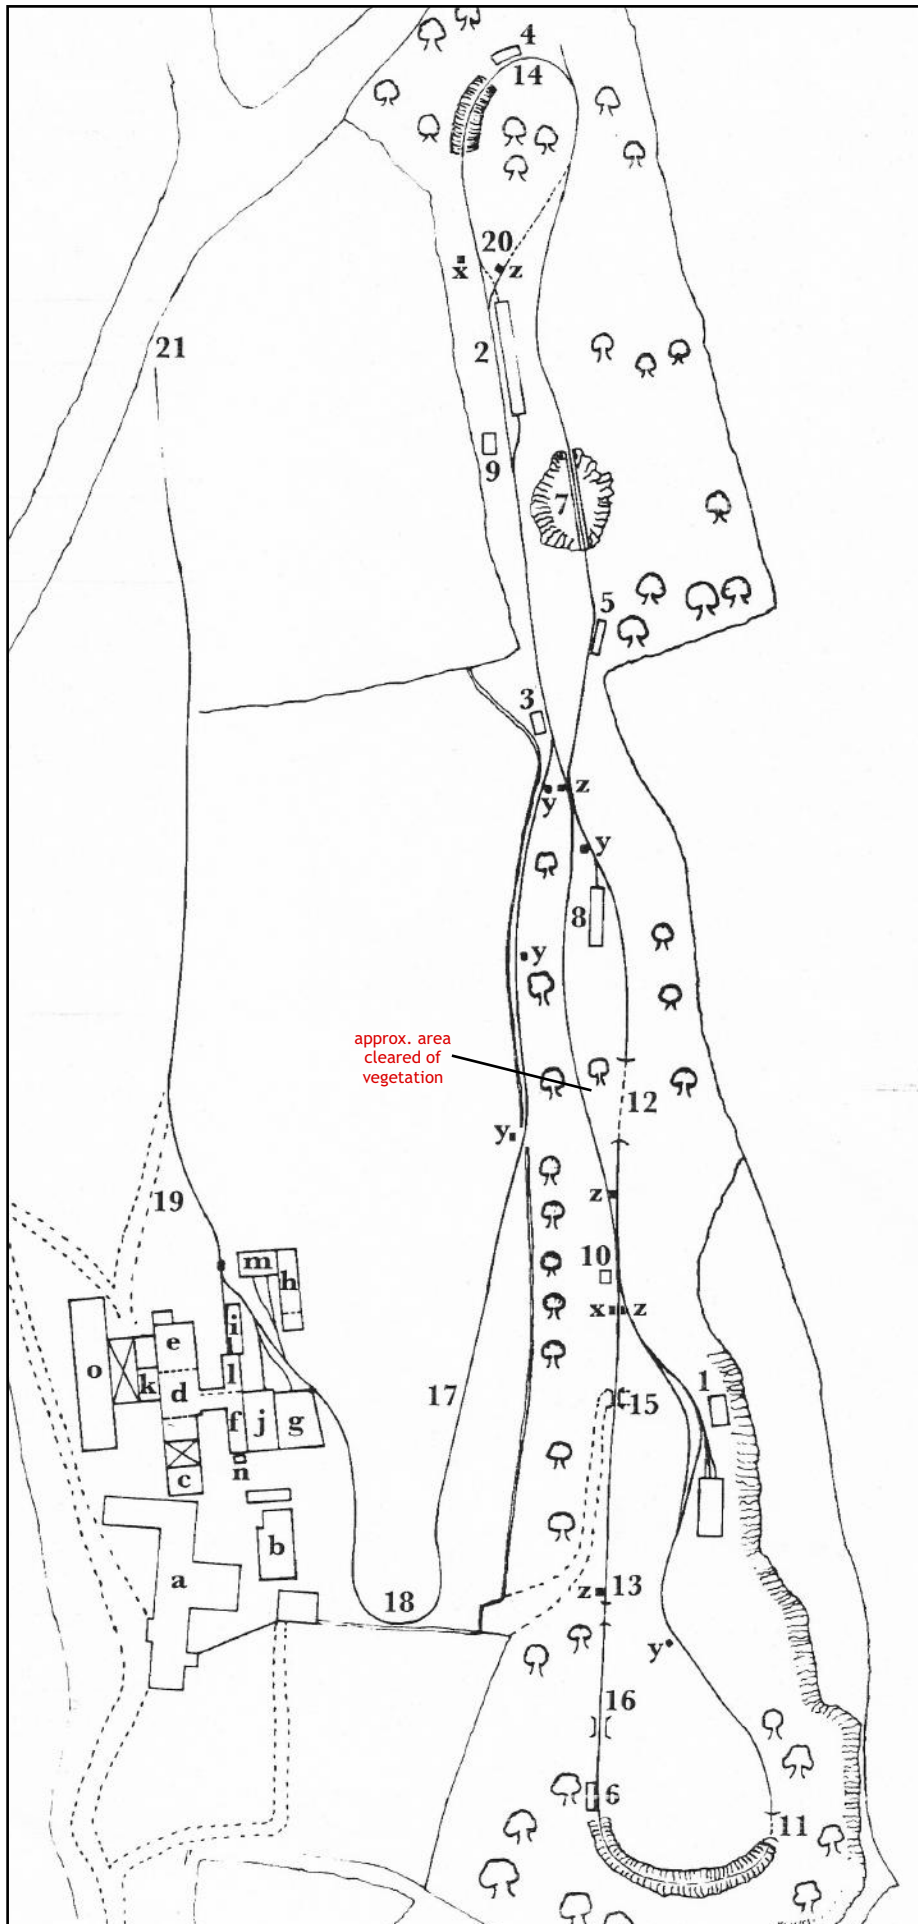 4
14
20
x
z
21
2
9
7
5
3
y
z
y
8
y
approx. area
cleared of
vegetation
12
y
19
z
m
h
10
i
x
z
e
l
o
k
d
1
17
15
f
j
g
n
c
b
a
z
13
18
y
16
6
11